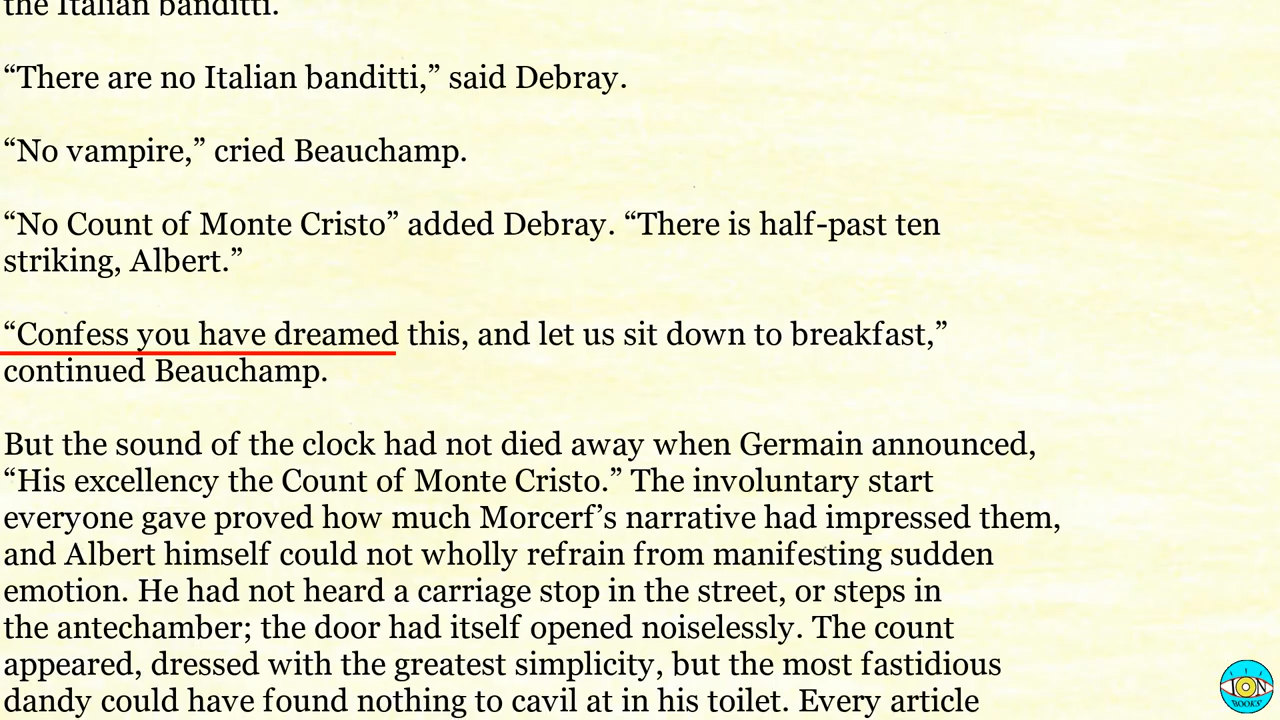 the Italian banditti.
“There are no Italian banditti,” said Debray.
“No vampire,” cried Beauchamp.
“No Count of Monte Cristo” added Debray. “There is half-past ten
striking, Albert.”
“Confess you have dreamed this, and let us sit down to breakfast,”
continued Beauchamp.
But the sound of the clock had not died away when Germain announced,
“His excellency the Count of Monte Cristo.” The involuntary start
everyone gave proved how much Morcerf’s narrative had impressed them,
and Albert himself could not wholly refrain from manifesting sudden
emotion. He had not heard a carriage stop in the street, or steps in
the antechamber; the door had itself opened noiselessly. The count
appeared, dressed with the greatest simplicity, but the most fastidious
dandy could have found nothing to cavil at in his toilet. Every article
ION
BOOKS